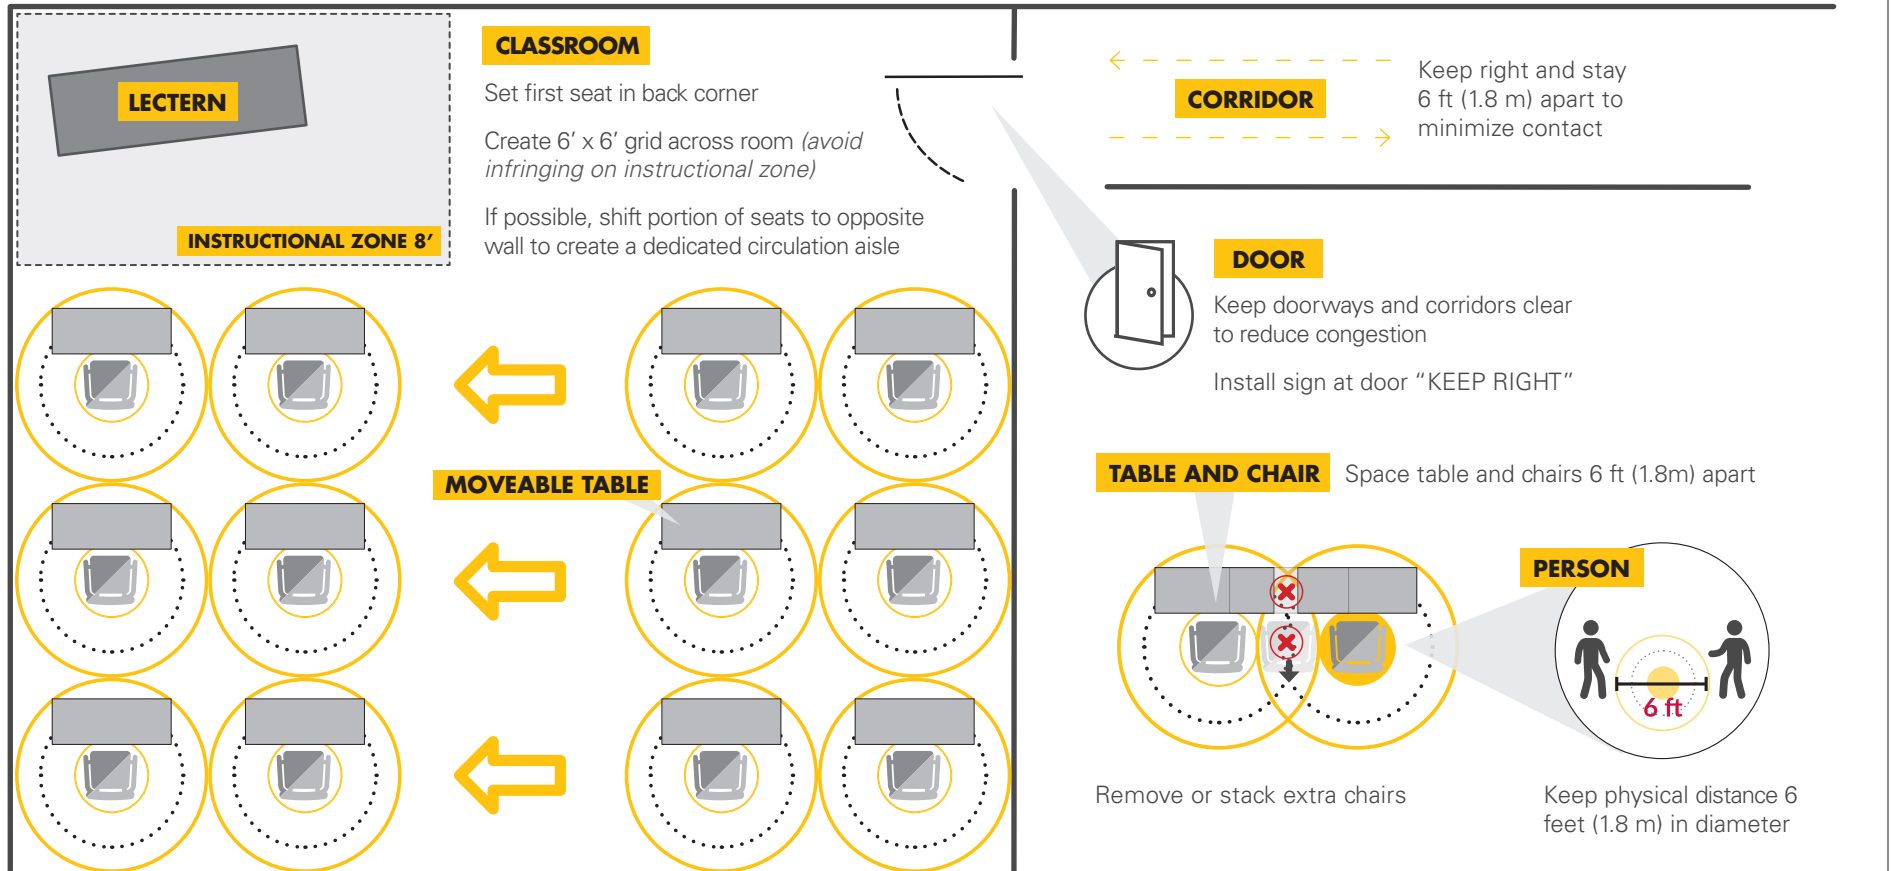 CLASSROOM
LECTERN
Set first seat in back corner
Create 6’ x 6’ grid across room (avoid
infringing on instructional zone)
If possible, shift portion of seats to opposite
wall to create a dedicated circulation aisle
INSTRUCTIONAL ZONE 8’
MOVEABLE TABLE
CORRIDOR
Keep right and stay
6 ft (1.8 m) apart to
minimize contact
DOOR
Keep doorways and corridors clear
to reduce congestion
Install sign at door “KEEP RIGHT”
TABLE AND CHAIR
Space table and chairs 6 ft (1.8m) apart
PERSON
6 ft
Remove or stack extra chairs
Keep physical distance 6
feet (1.8 m) in diameter